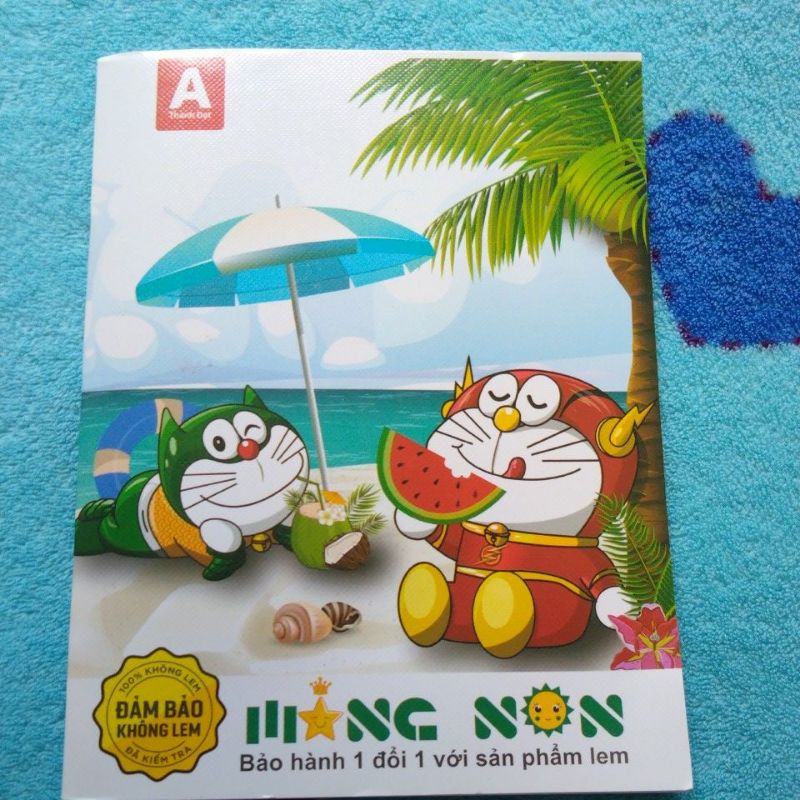 A
Thành Đạt
100% KHÔNG LEM
ĐẢM BẢO
KHÔNG LEM
ĐÃ KIỂM TRA
MĂNG NON
Bảo hành 1 đổi 1 với sản phẩm lem